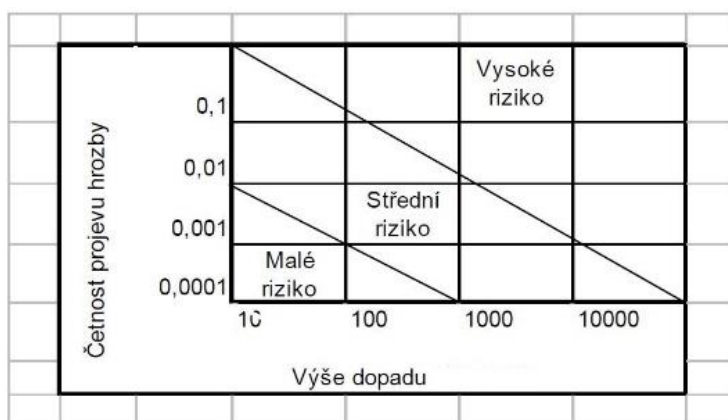 Četnost projevu hrozby
0,1
0,01
0,001
0,0001
Vysoké
riziko
Střední
riziko
Malé
riziko
10
100
1000
10000
Výše dopadu